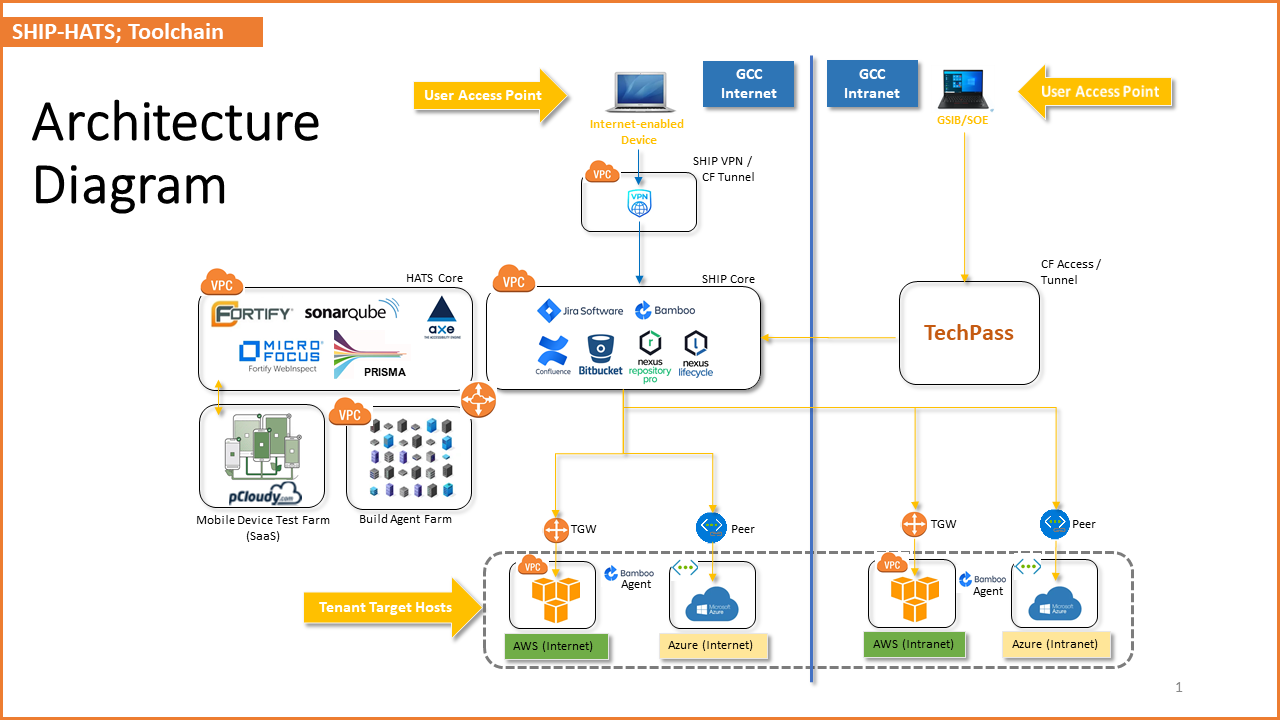 SHIP-HATS; Toolchain
Architecture
Diagram
User Access Point
Internet-enabled
Device
GCC
Internet
GCC
Intranet
GSIB/SOE
User Access Point
VPC
SHIP VPN /
CF Tunnel
VPN
VPC
HATS Core
VPC
SHIP Core
CF Access /
Tunnel
FORTIFY
sonarqube
axe
THE ACCESSIBILITY ENGINE
MICRO
FOCUS
Fortify WebInspect
PRISMA
Jira Software
Bamboo
Confluence
Bitbucket
nexus
repository
pro
nexus
lifecycle
TechPass
VPC
pCloudy.com
Mobile Device Test Farm
(SaaS)
Build Agent Farm
TGW
Peer
TGW
Peer
Tenant Target Hosts
VPC
Bamboo
Agent
Microsoft
Azure
VPC
Bamboo
Agent
Microsoft
Azure
AWS (Internet)
Azure (Internet)
AWS (Intranet)
Azure (Intranet)
1